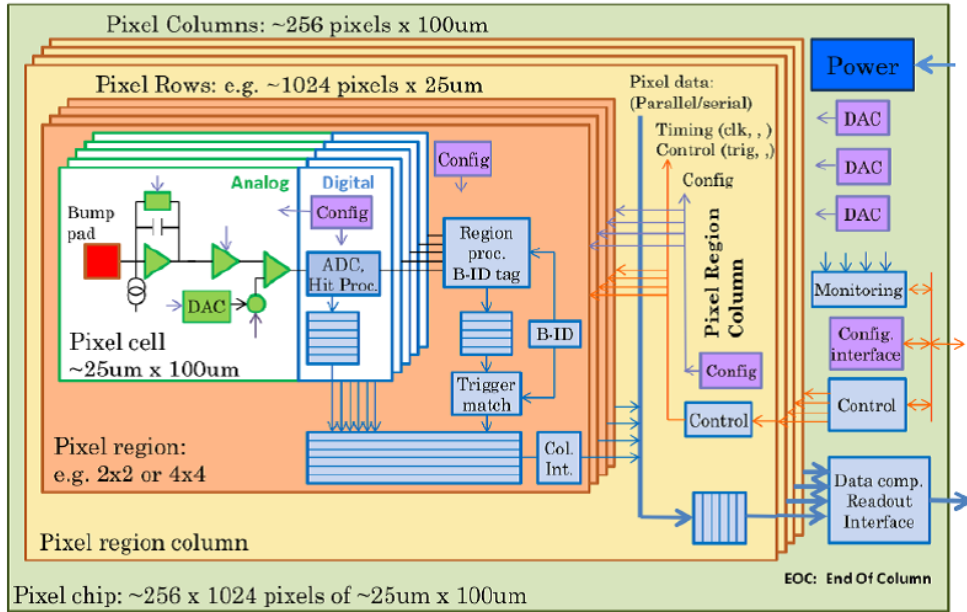 Pixel Columns: ~256 pixels x 100um
Power
Pixel Rows: e.g. ~1024 pixels x 25um
Pixel data:
(Parallel/serial)
Timing (clk, , )
Control (trig, ,)
Config
DAC
DAC
DAC
Analog
Digital
Config
Config
Bump
pad
ADC,
Hit Proc.
Region
proc.
B-ID tag
DAC
B-ID
Pixel cell
~25um x 100um
Trigger
match
Pixel Region
Column
Config
Control
Monitoring
Config.
interface
Control
Pixel region:
e.g. 2x2 or 4x4
Col.
Int.
Data comp.
Readout
Interface
Pixel region column
EOC: End Of Column
Pixel chip: ~256 x 1024 pixels of ~25um x 100um